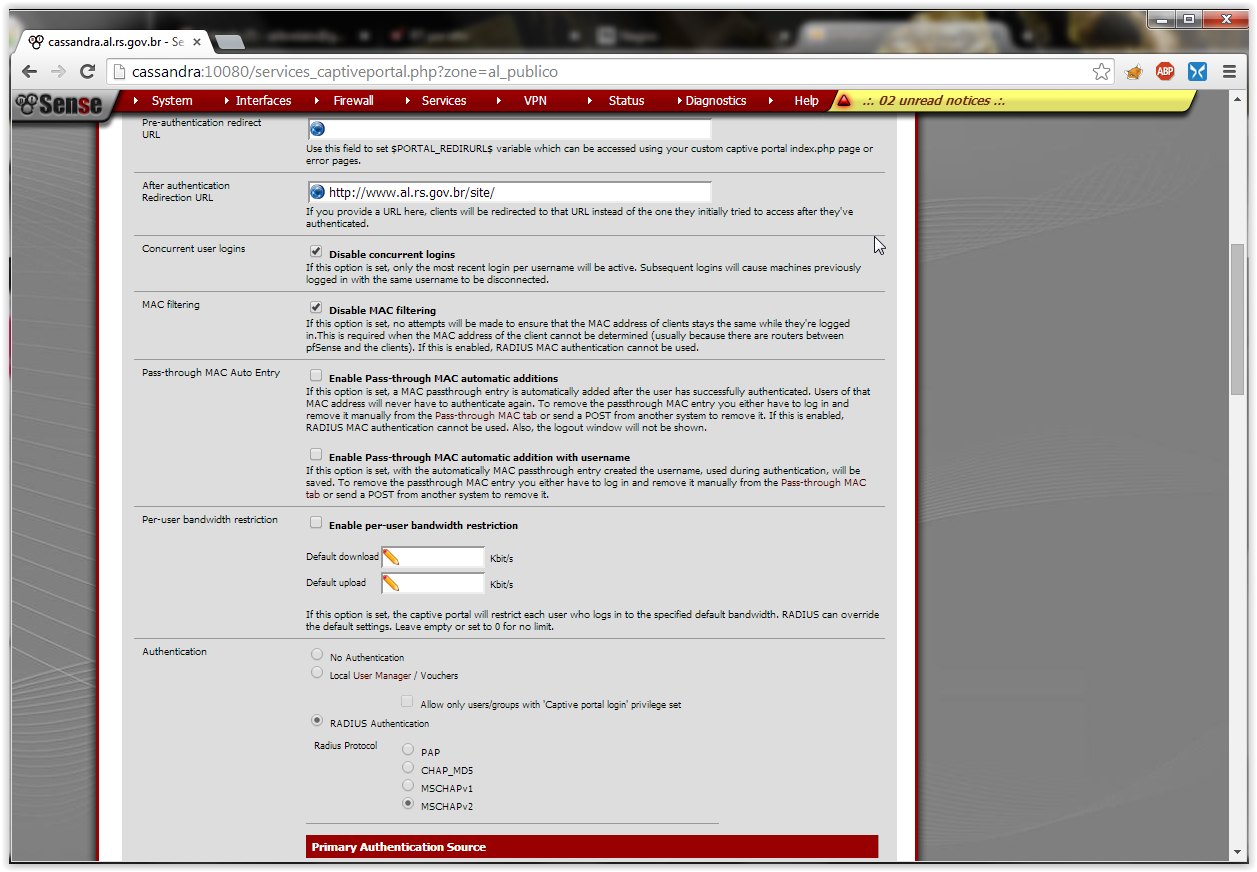 cassandra.al.rs.gov.br - Se
cassandra:10080/services_captiveportal.php?zone=al_publico
ABP
Sense
System
Interfaces
Firewall
Services
VPN
Status
Diagnostics
Help
.:. 02 unread notices .:.
Pre-authentication redirect
URL
Use this field to set $PORTAL_REDIRURL$ variable which can be accessed using your custom captive portal index.php page or
error pages.
After authentication
Redirection URL
http://www.al.rs.gov.br/site/
If you provide a URL here, clients will be redirected to that URL instead of the one they initially tried to access after they've
authenticated.
Concurrent user logins
Disable concurrent logins
If this option is set, only the most recent login per username will be active. Subsequent logins will cause machines previously
logged in with the same username to be disconnected.
MAC filtering
Disable MAC filtering
If this option is set, no attempts will be made to ensure that the MAC address of clients stays the same while they're logged
in.This is required when the MAC address of the client cannot be determined (usually because there are routers between
pfSense and the clients). If this is enabled, RADIUS MAC authentication cannot be used.
Pass-through MAC Auto Entry
Enable Pass-through MAC automatic additions
If this option is set, a MAC passthrough entry is automatically added after the user has successfully authenticated. Users of that
MAC address will never have to authenticate again. To remove the passthrough MAC entry you either have to log in and
remove it manually from the Pass-through MAC tab or send a POST from another system to remove it. If this is enabled,
RADIUS MAC authentication cannot be used. Also, the logout window will not be shown.
Enable Pass-through MAC automatic addition with username
If this option is set, with the automatically MAC passthrough entry created the username, used during authentication, will be
saved. To remove the passthrough MAC entry you either have to log in and remove it manually from the Pass-through MAC
tab or send a POST from another system to remove it.
Per-user bandwidth restriction
Enable per-user bandwidth restriction
Default download
Kbit/s
Default upload
Kbit/s
If this option is set, the captive portal will restrict each user who logs in to the specified default bandwidth. RADIUS can override
the default settings. Leave empty or set to 0 for no limit.
Authentication
No Authentication
Local User Manager / Vouchers
Allow only users/groups with 'Captive portal login' privilege set
RADIUS Authentication
Radius Protocol
PAP
CHAP_MD5
MSCHAPv1
MSCHAPv2
Primary Authentication Source